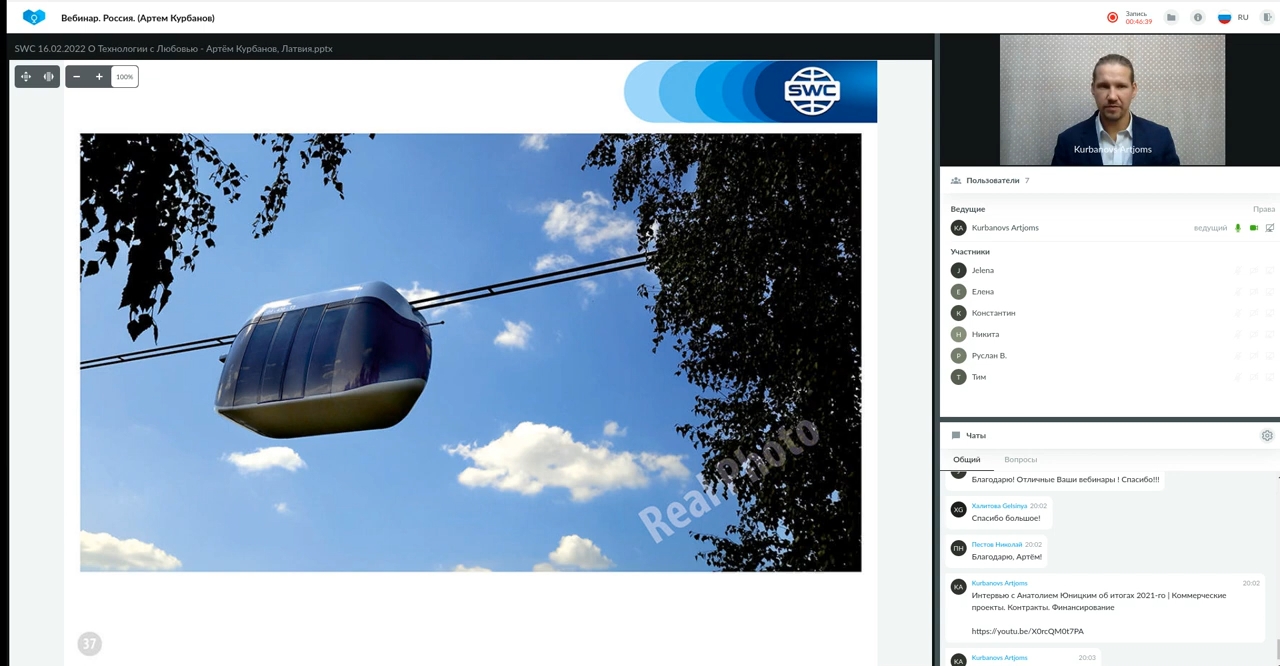 Вебинар. Россия. (Артем Курбанов)
Запись
00:46:39
RU
SWC 16.02.2022 О Технологии с Любовью - Артём Курбанов, Латвия.pptx
100%
SWC
Real Photo
37
Kurbanovs Artjoms
Пользователи 7
Ведущие Права
KA Kurbanovs Artjoms ведущий
Участники
J Jelena
Е Елена
К Константин
Н Никита
Р Руслан В.
Т Тим
Чаты
Общий Вопросы
Благодарю! Отличные Ваши вебинары ! Спасибо!!!
XG Халитова Gelsinya 20:02
Спасибо большое!
ПН Пестов Николай 20:02
Благодарю, Артём!
KA Kurbanovs Artjoms 20:02
Интервью с Анатолием Юницким об итогах 2021-го | Коммерческие
проекты. Контракты. Финансирование
https://youtu.be/X0rcQM0t7PA
KA Kurbanovs Artjoms 20:03